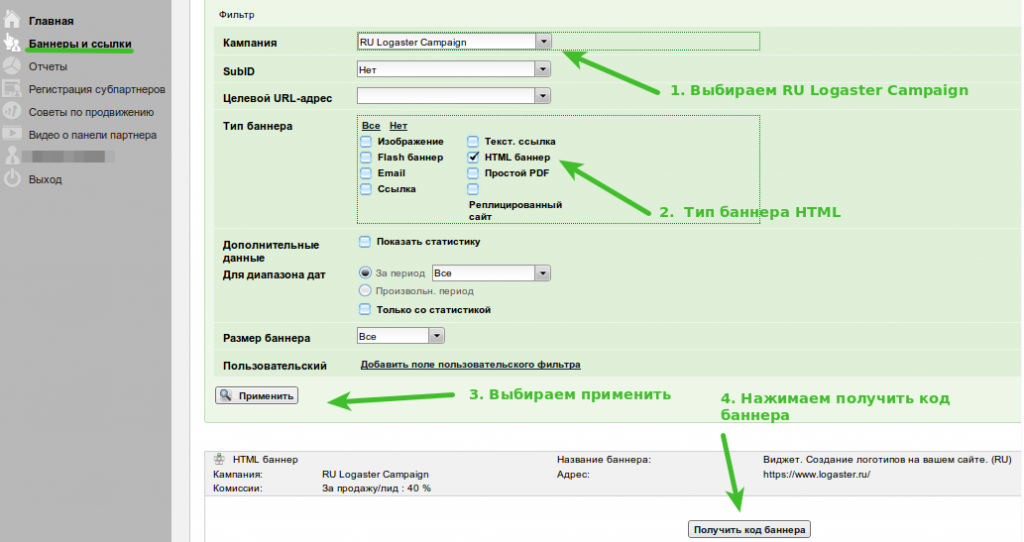 Главная
Баннеры и ссылки
Отчеты
Регистрация субпартнеров
Советы по продвижению
Видео о панели партнера
Выход
Фильтр
Кампания
RU Logaster Campaign
1. Выбираем RU Logaster Campaign
SubID
Нет
Целевой URL-адрес
Тип баннера
Все Нет
Изображение Текст. ссылка
Flash баннер HTML баннер
Email Простой PDF
Ссылка
Реплицированный
сайт
2. Тип баннера HTML
Дополнительные
данные
Показать статистику
Для диапазона дат
За период Все
Произвольн. период
Только со статистикой
Размер баннера
Все
Пользовательский
Добавить поле пользовательского фильтра
Применить
3. Выбираем применить
4. Нажимаем получить код
баннера
HTML баннер Название баннера: Виджет. Создание логотипов на вашем сайте. (RU)
Кампания: RU Logaster Campaign Адрес: https://www.logaster.ru/
Комиссии: За продажу/лид : 40 %
Получить код баннера